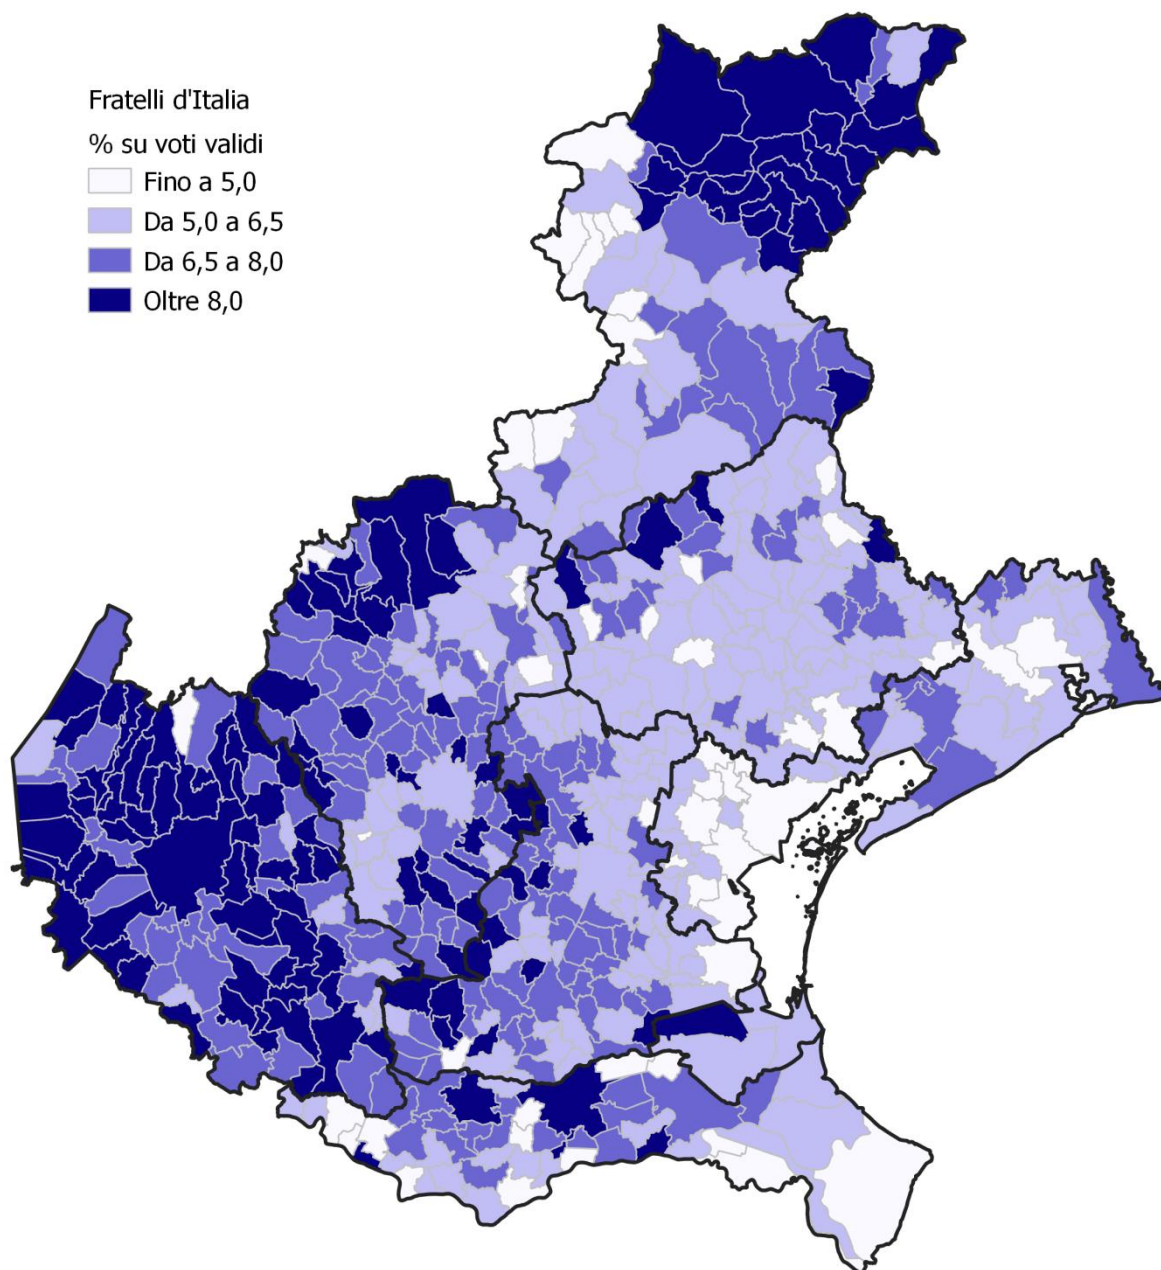 Fratelli d'Italia
% su voti validi
Fino a 5,0
Da 5,0 a 6,5
Da 6,5 a 8,0
Oltre 8,0